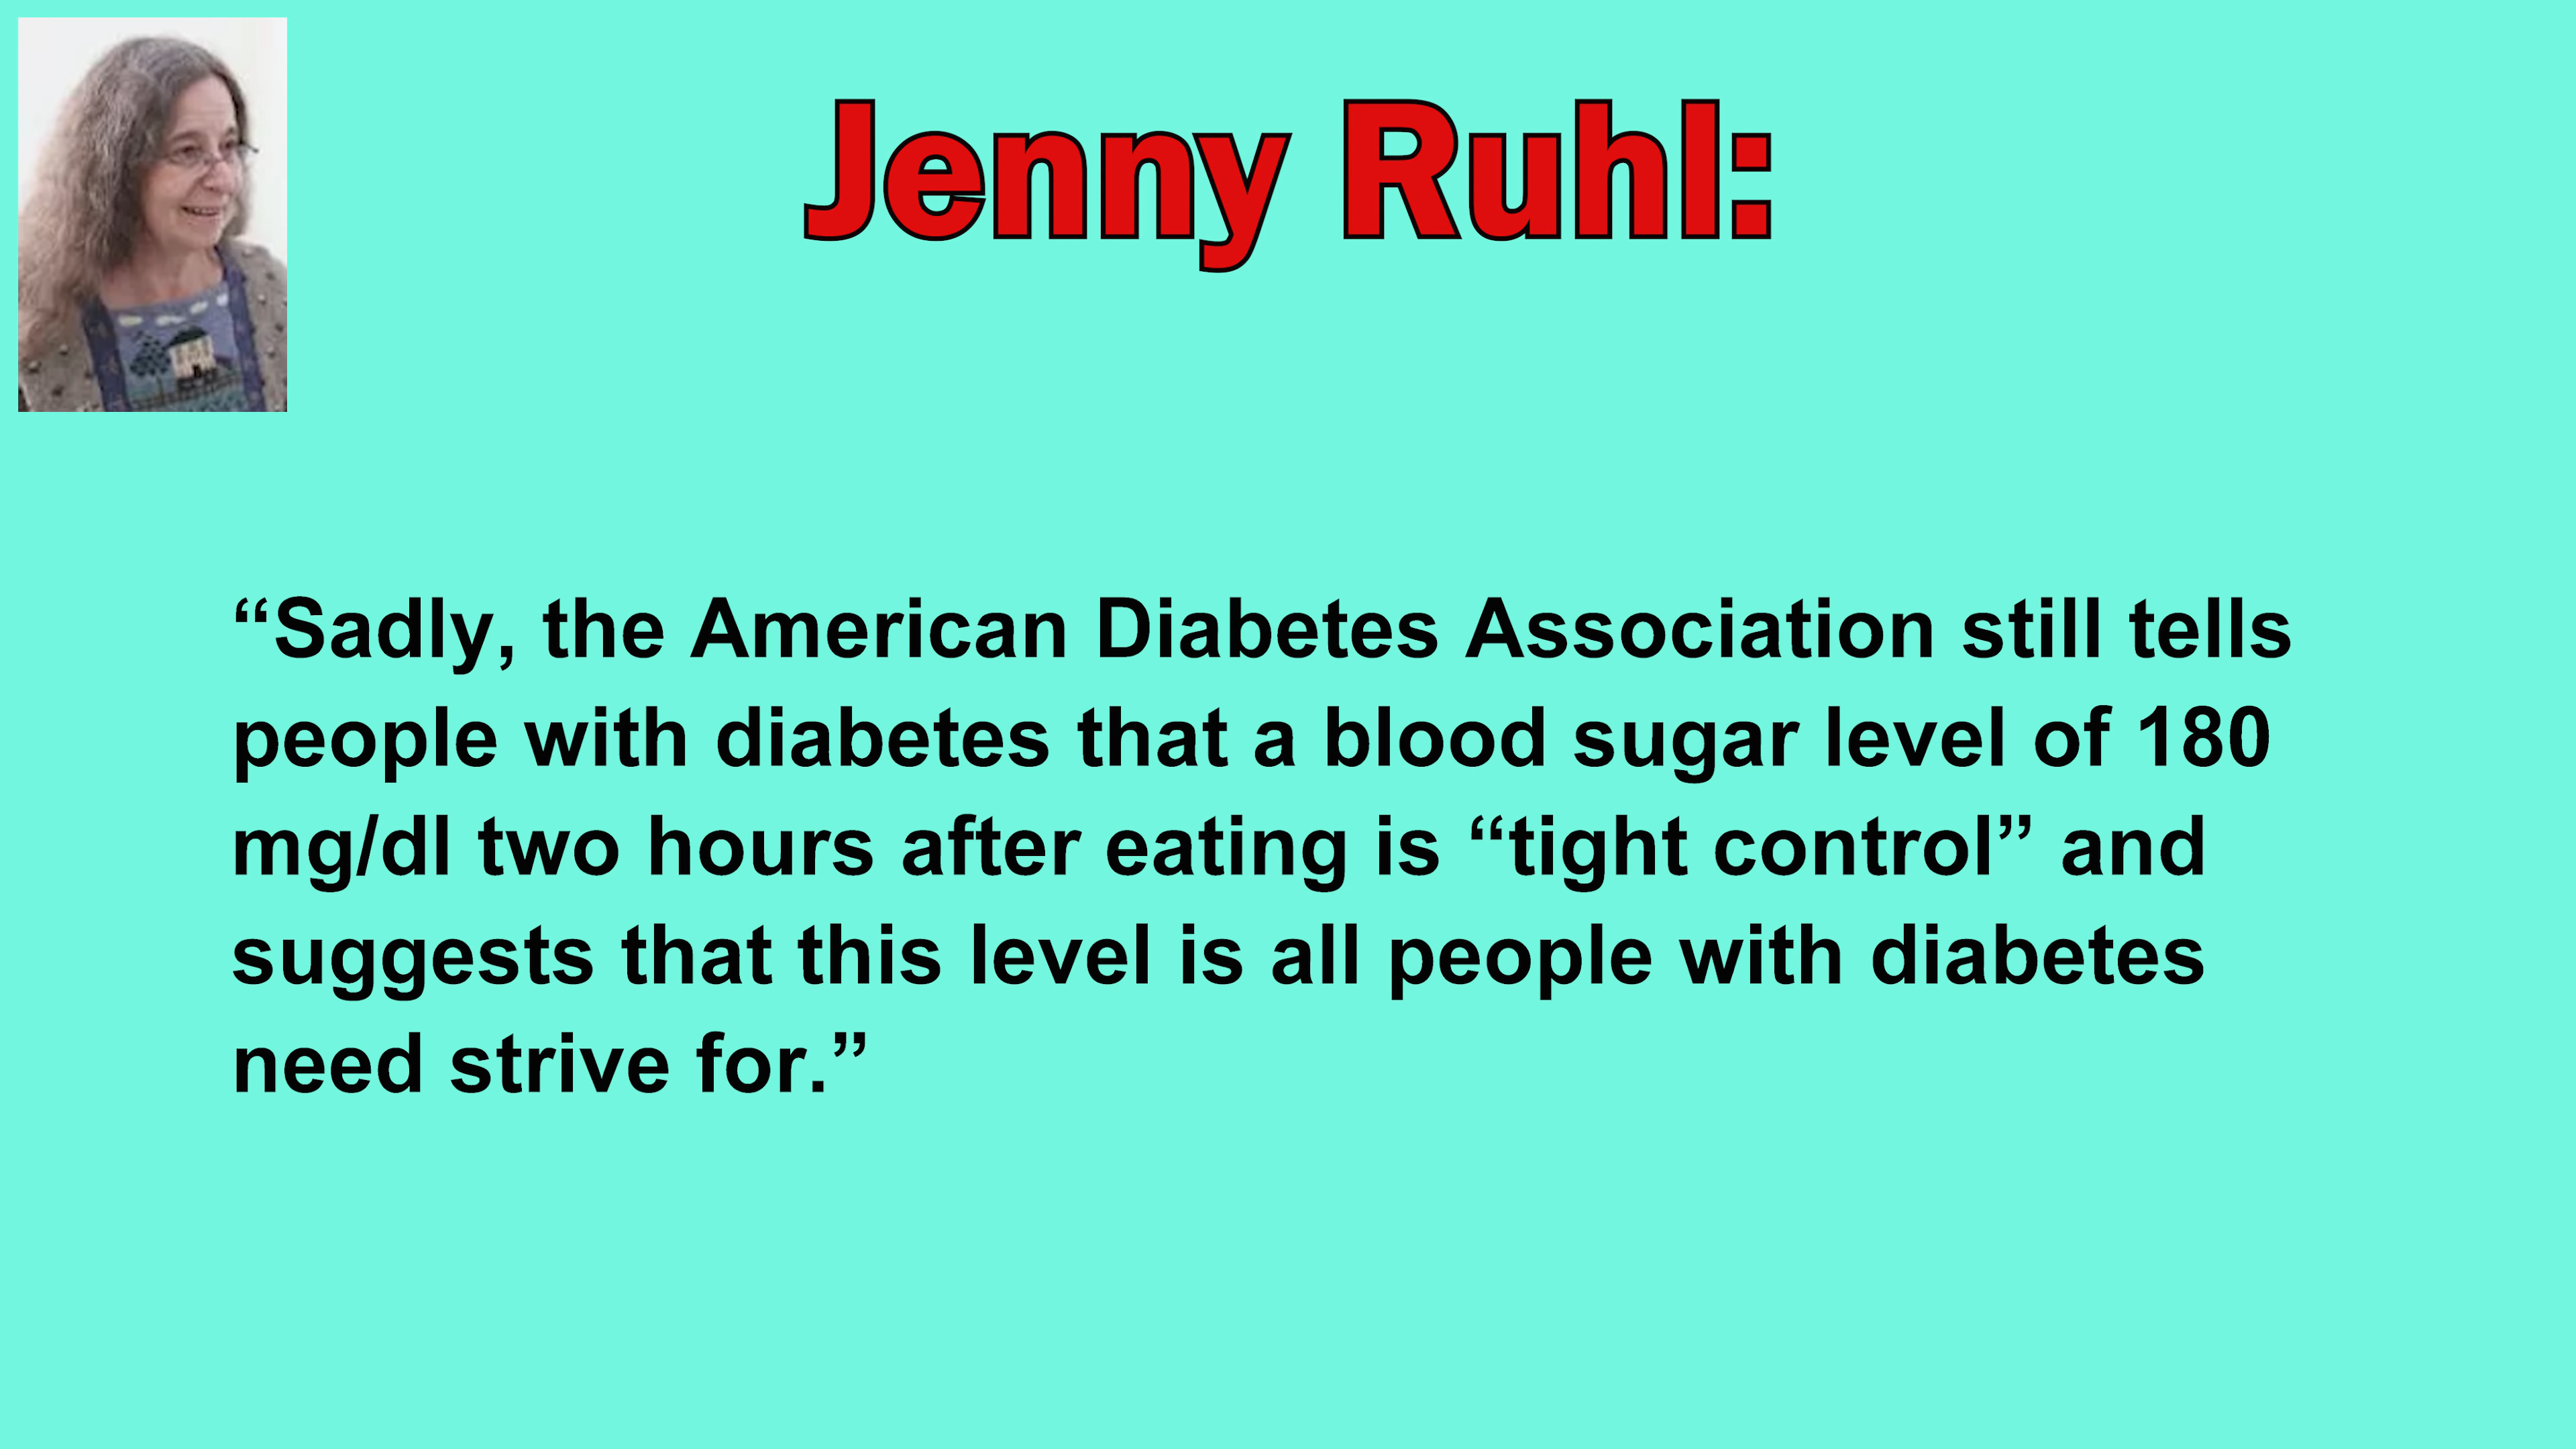 Jenny Ruhl:
“Sadly, the American Diabetes Association still tells
people with diabetes that a blood sugar level of 180
mg/dl two hours after eating is “tight control” and
suggests that this level is all people with diabetes
need strive for.”